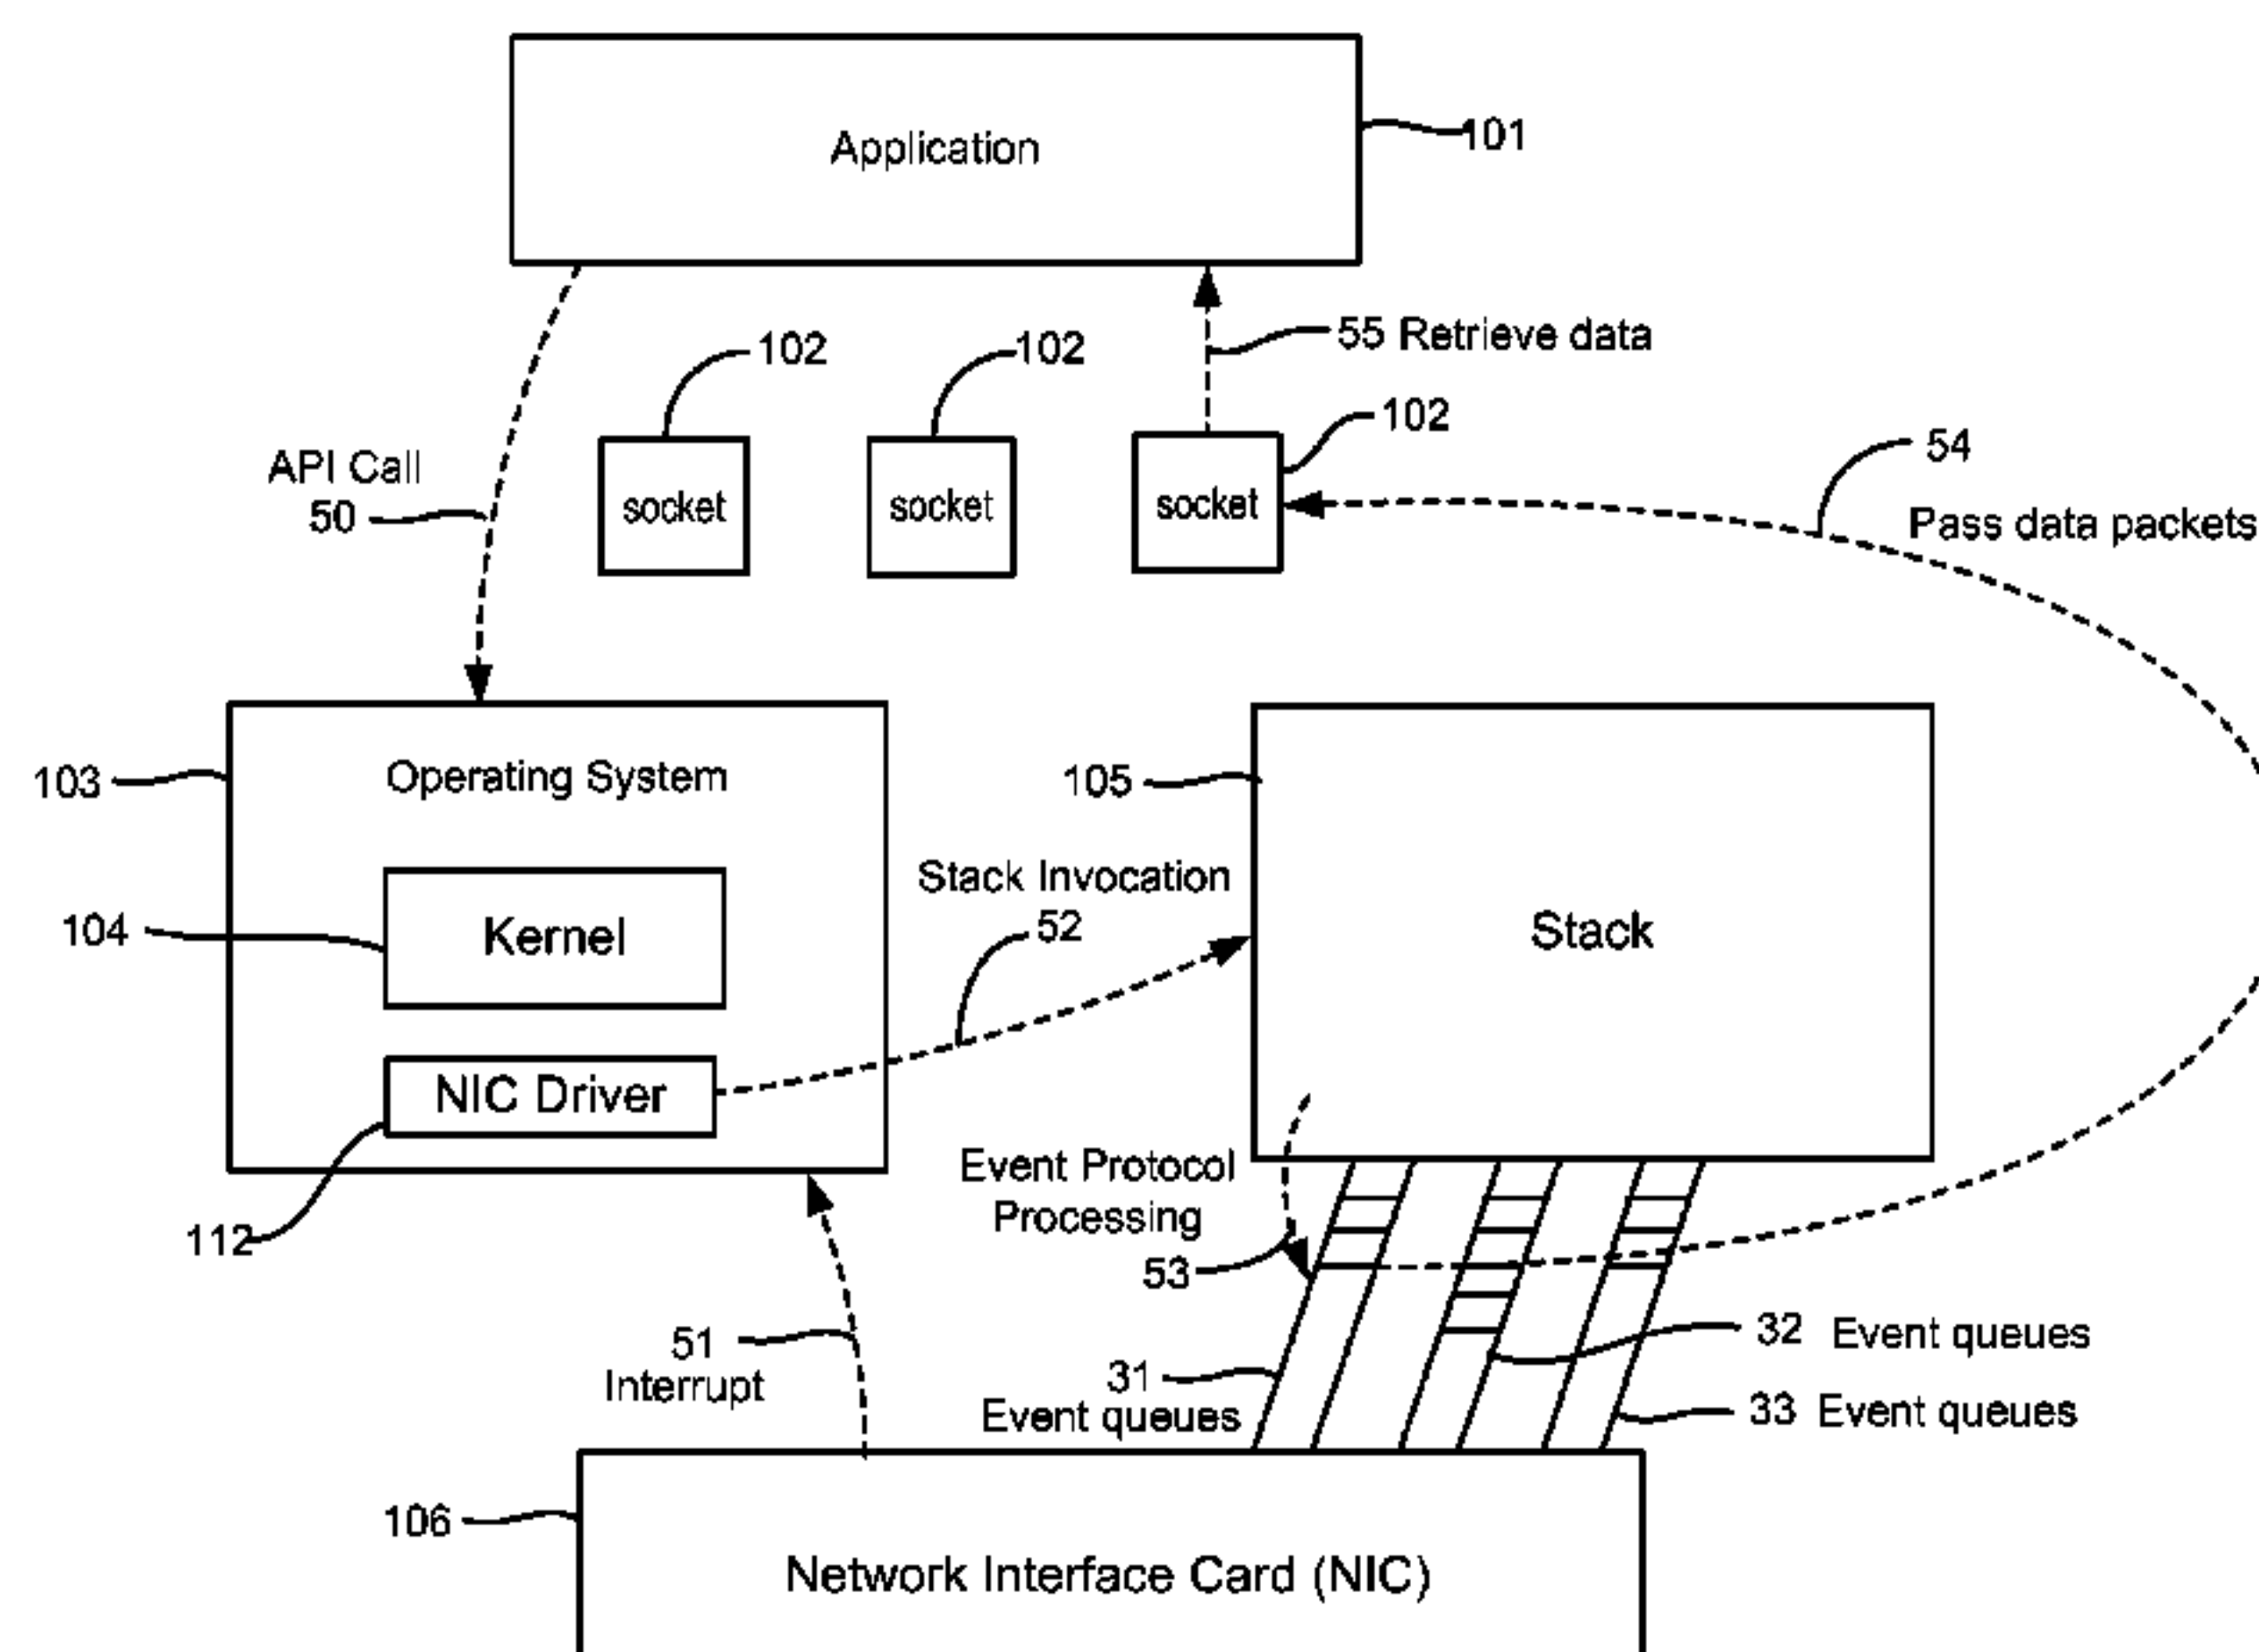 Application
101
55 Retrieve data
102
102
102
54
API Call
50
socket
socket
socket
Pass data packets
103
Operating System
105
Stack Invocation
52
104
Kernel
Stack
NIC Driver
Event Protocol
Processing
53
112
51
Interrupt
31
Event queues
32 Event queues
33 Event queues
106
Network Interface Card (NIC)